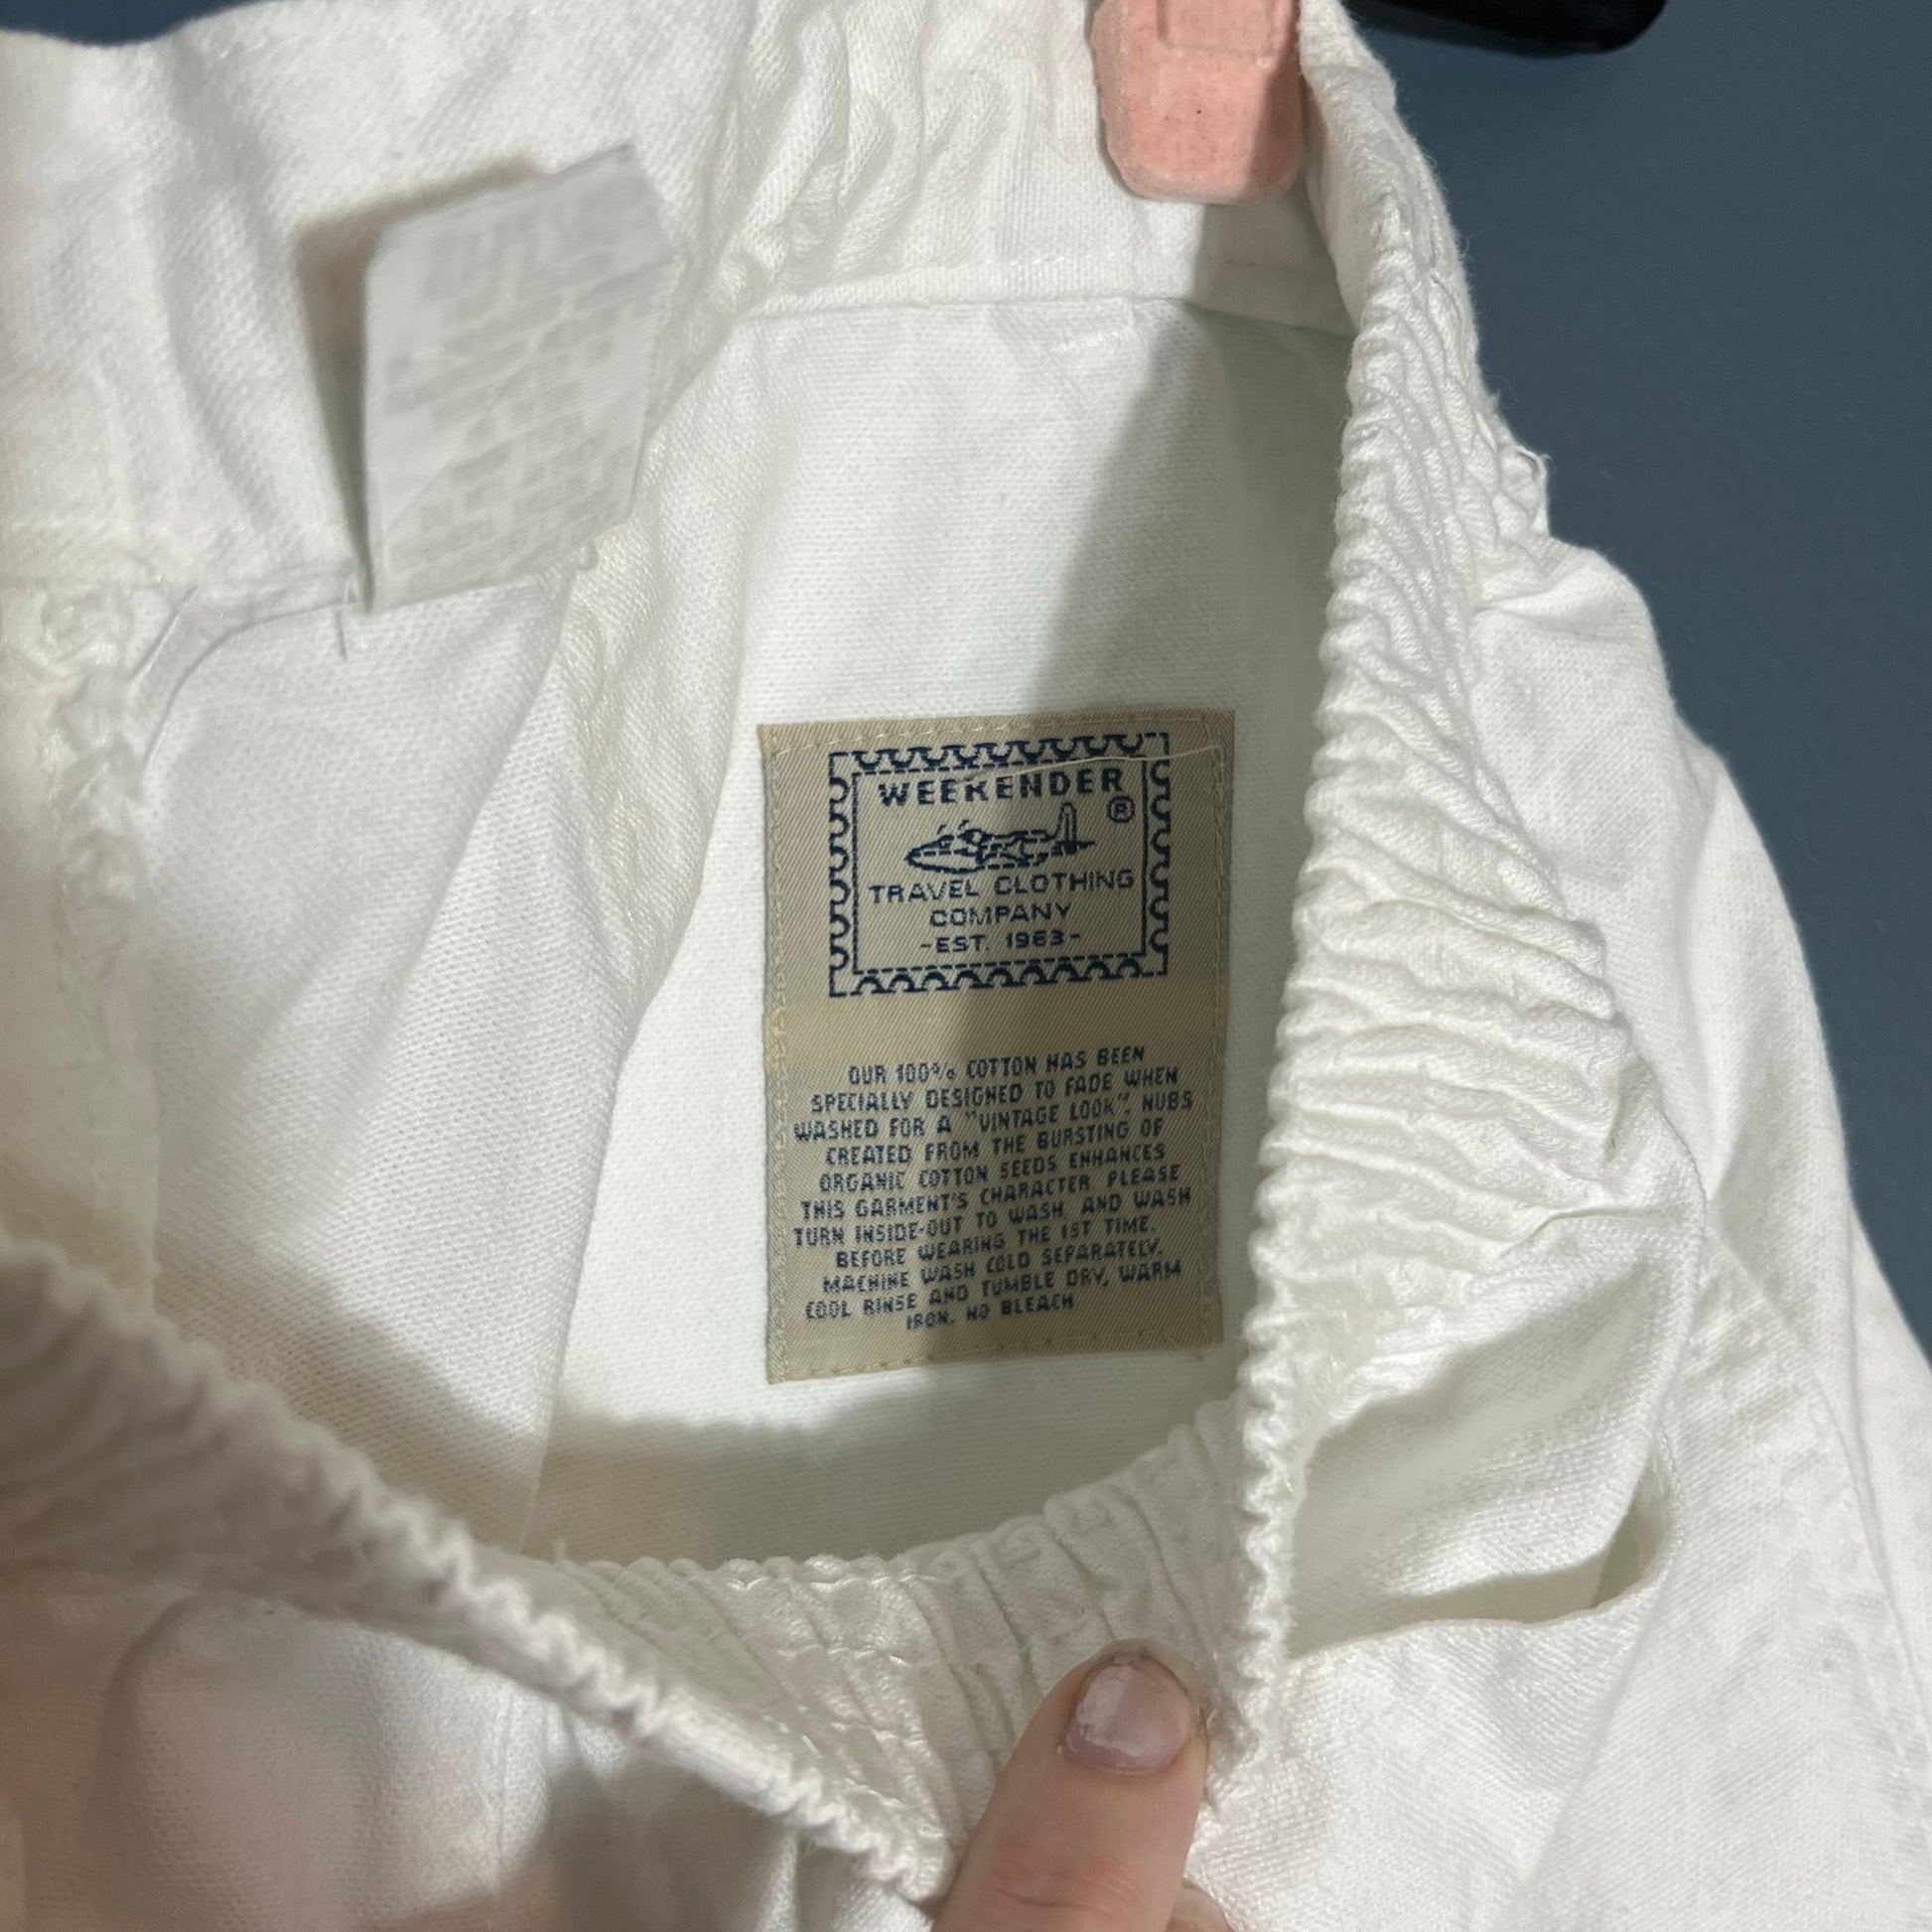 WEEKENDER
®
TRAVEL CLOTHING
COMPANY
-EST. 1963-
OUR 100% COTTON HAS BEEN
SPECIALLY DESIGNED TO FADE WHEN
WASHED FOR A "VINTAGE LOOK". NUBS
CREATED FROM THE BURSTING OF
ORGANIC COTTON SEEDS ENHANCES
THIS GARMENT'S CHARACTER. PLEASE
TURN INSIDE-OUT TO WASH, AND WASH
BEFORE WEARING THE 1ST TIME.
MACHINE WASH COLD SEPARATELY.
COOL RINSE AND TUMBLE DRY, WARM
IRON. NO BLEACH